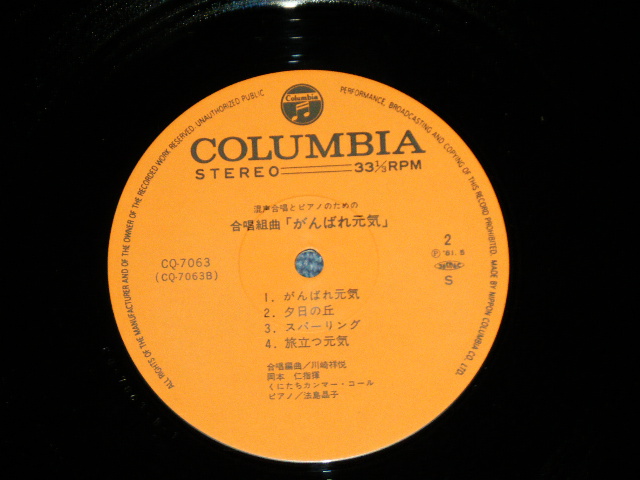 ALL RIGHTS OF THE MANUFACTURER AND OF THE OWNER OF THE RECORDED WORK RESERVED. UNAUTHORIZED PUBLIC PERFORMANCE, BROADCASTING AND COPYING OF THIS RECORD PROHIBITED. MADE BY NIPPON COLUMBIA CO., LTD.
Columbia
COLUMBIA
STEREO 33⅓RPM
混声合唱とピアノのための
合唱組曲「がんばれ元気」
CQ-7063
(CQ-7063B)
2
Ⓟ '81.5
S
1. がんばれ元気
2. 夕日の丘
3. スパーリング
4. 旅立つ元気
合唱編曲/川崎祥悦
岡本 仁指揮
くにたちカンマー・コール
ピアノ/法島晶子